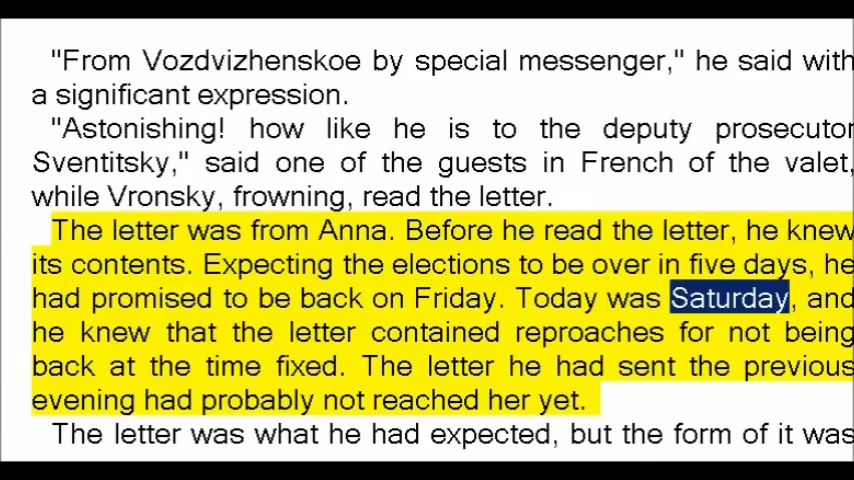 "From Vozdvizhenskoe by special messenger," he said with
a significant expression.
"Astonishing! how like he is to the deputy prosecutor
Sventitsky," said one of the guests in French of the valet,
while Vronsky, frowning, read the letter.
The letter was from Anna. Before he read the letter, he knew
its contents. Expecting the elections to be over in five days, he
had promised to be back on Friday. Today was Saturday, and
he knew that the letter contained reproaches for not being
back at the time fixed. The letter he had sent the previous
evening had probably not reached her yet.
The letter was what he had expected, but the form of it was